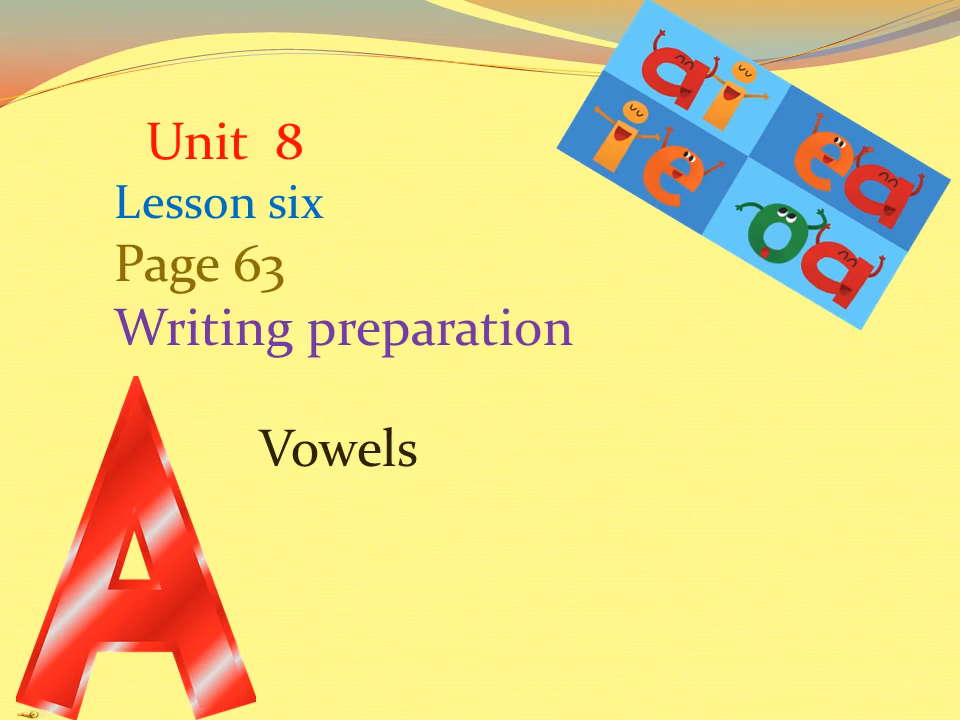 Unit 8
Lesson six
Page 63
Writing preparation
Vowels
A
ai
ea
ie
oa